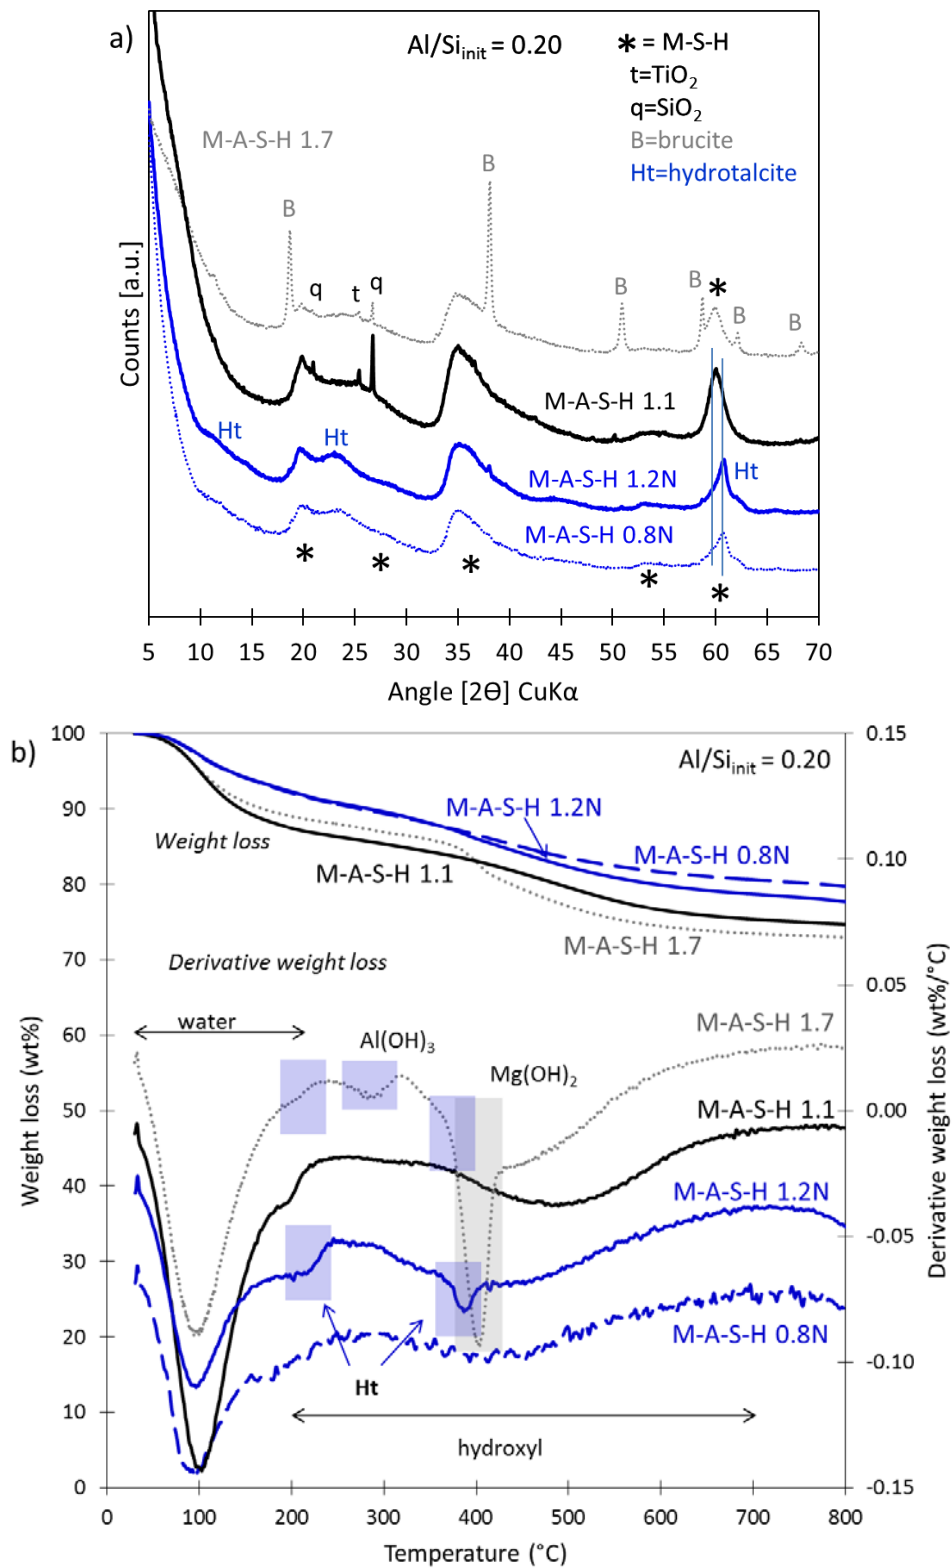 a)
Al/Si_init = 0.20
* = M-S-H
t=TiO₂
q=SiO₂
B=brucite
Ht=hydrotalcite
M-A-S-H 1.7
B
B
q
t
q
B
B
*
B
B
M-A-S-H 1.1
Ht
Ht
M-A-S-H 1.2N
Ht
M-A-S-H 0.8N
*
*
*
*
*
Counts [a.u.]
5 10 15 20 25 30 35 40 45 50 55 60 65 70
Angle [2ϴ] CuKα
b)
100
90
80
70
60
50
40
30
20
10
0
Weight loss (wt%)
0.15
0.10
0.05
0.00
-0.05
-0.10
-0.15
Derivative weight loss (wt%/°C)
Al/Si_init = 0.20
M-A-S-H 1.2N
Weight loss
M-A-S-H 0.8N
M-A-S-H 1.1
M-A-S-H 1.7
Derivative weight loss
water
Al(OH)₃
M-A-S-H 1.7
Mg(OH)₂
M-A-S-H 1.1
M-A-S-H 1.2N
M-A-S-H 0.8N
Ht
hydroxyl
0 100 200 300 400 500 600 700 800
Temperature (°C)